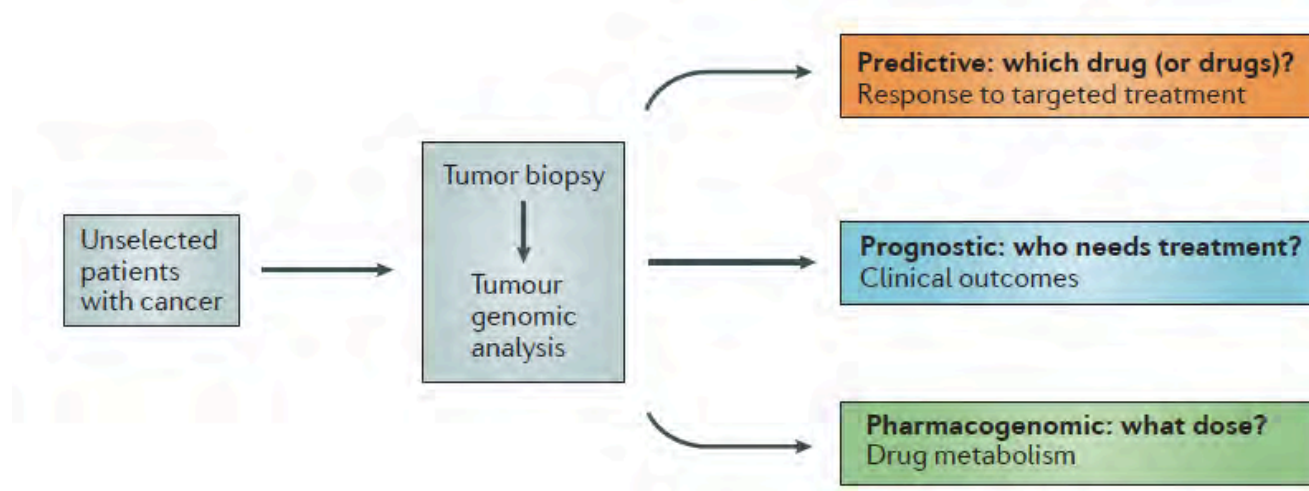 Unselected
patients
with cancer
Tumor biopsy
Tumour
genomic
analysis
Predictive: which drug (or drugs)?
Response to targeted treatment
Prognostic: who needs treatment?
Clinical outcomes
Pharmacogenomic: what dose?
Drug metabolism